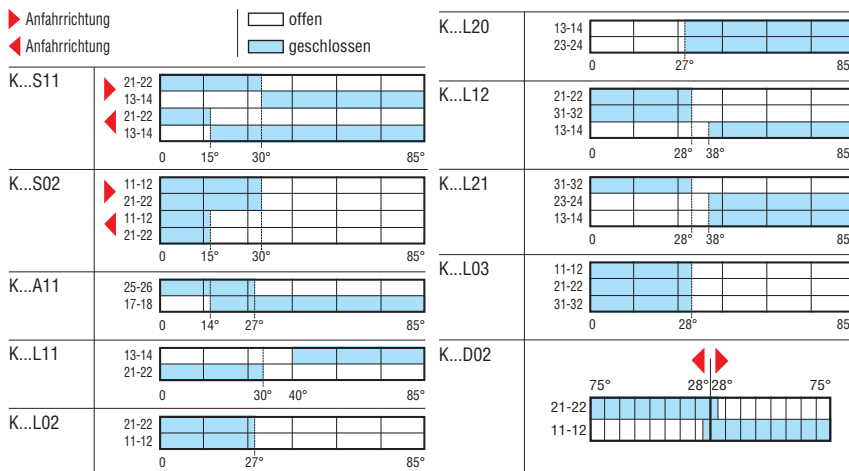 Anfahrrichtung
offen
Anfahrrichtung
geschlossen
K...S11
21-22
13-14
21-22
13-14
0 15° 30° 85°
K...S02
11-12
21-22
11-12
21-22
0 15° 30° 85°
K...A11
25-26
17-18
0 14° 27° 85°
K...L11
13-14
21-22
0 30° 40° 85°
K...L02
21-22
11-12
0 27° 85°
K...L20
13-14
23-24
0 27° 85°
K...L12
21-22
31-32
13-14
0 28° 38° 85°
K...L21
31-32
23-24
13-14
0 28° 38° 85°
K...L03
11-12
21-22
31-32
0 28° 85°
K...D02
75° 28° 28° 75°
21-22
11-12